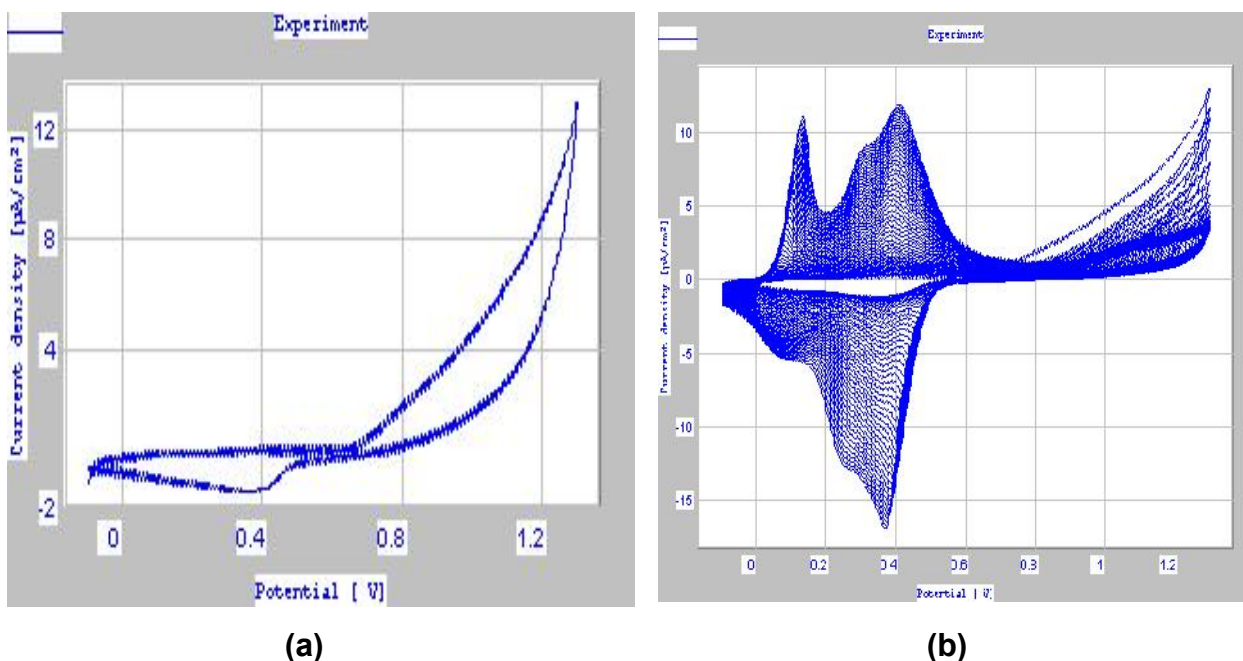 Experiment
Current density [µA/cm²]
12
8
4
-2
0 0.4 0.8 1.2
Potential [ V]
(a)
Experiment
Current density [µA/cm²]
10
5
0
-5
-10
-15
0 0.2 0.4 0.6 0.8 1 1.2
Potential [ V]
(b)